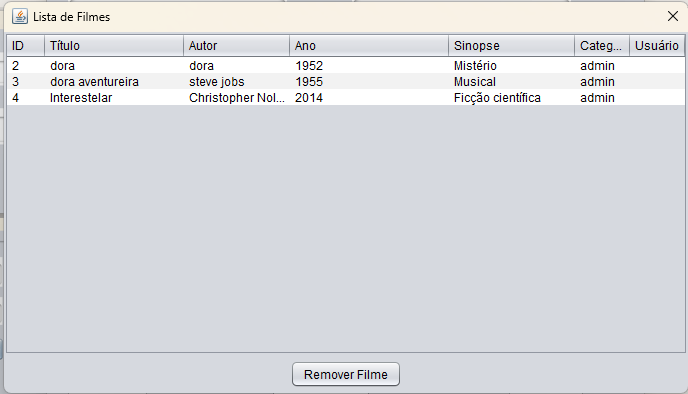 Lista de Filmes
ID Título Autor Ano Sinopse Categ... Usuário
2 dora dora 1952 Mistério admin
3 dora aventureira steve jobs 1955 Musical admin
4 Interestelar Christopher Nol... 2014 Ficção científica admin
Remover Filme